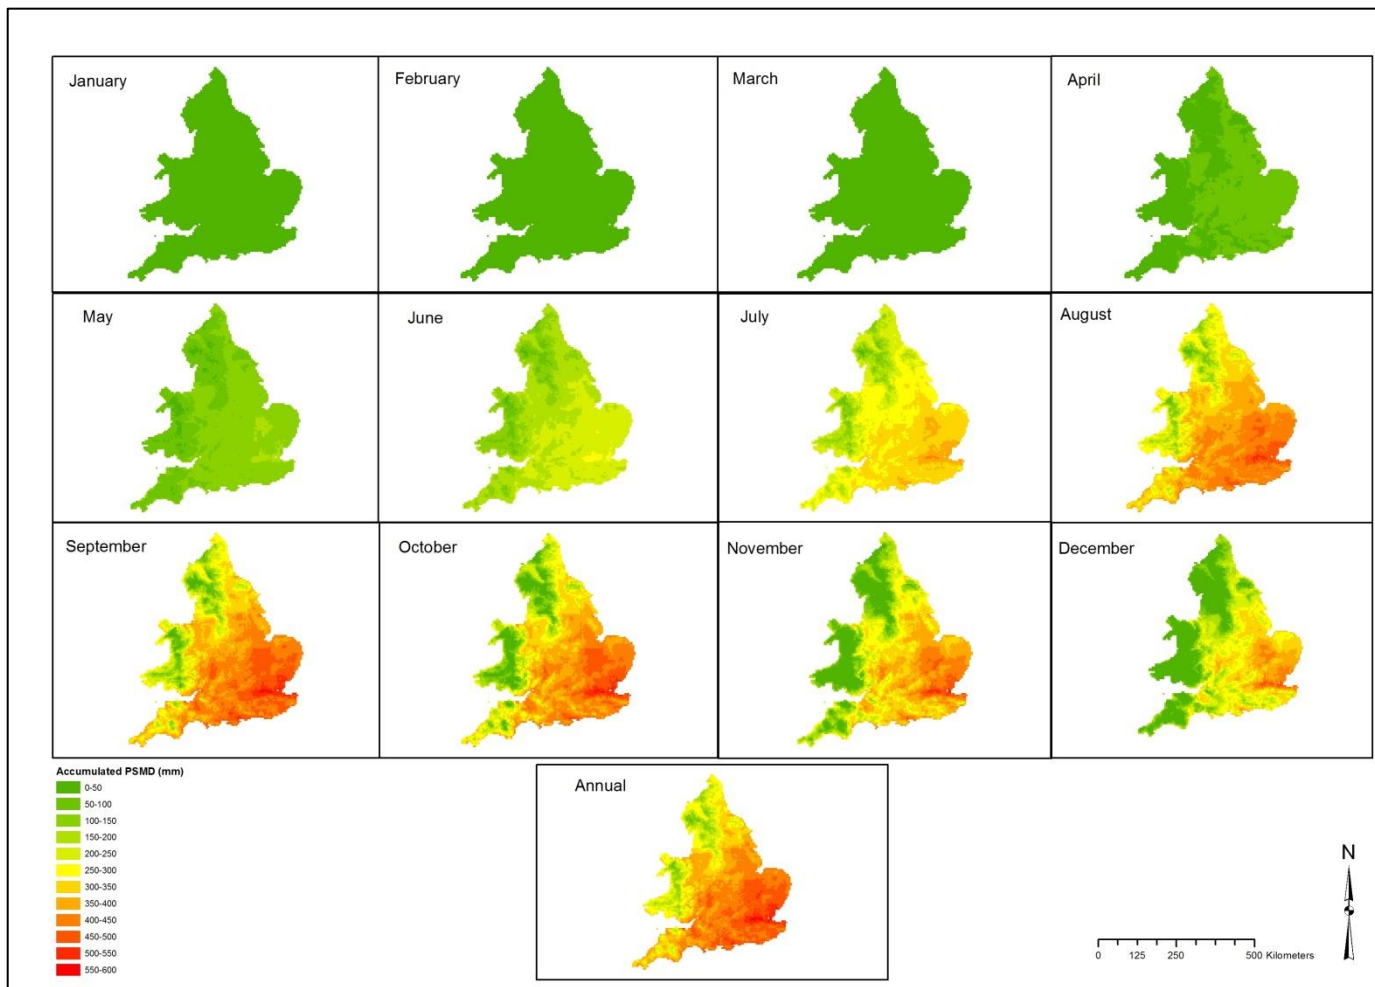 January
February
March
April
May
June
July
August
September
October
November
December
Annual
Accumulated PSMD (mm)
0-50
50-100
100-150
150-200
200-250
250-300
300-350
350-400
400-450
450-500
500-550
550-600
N
0 125 250 500 Kilometers